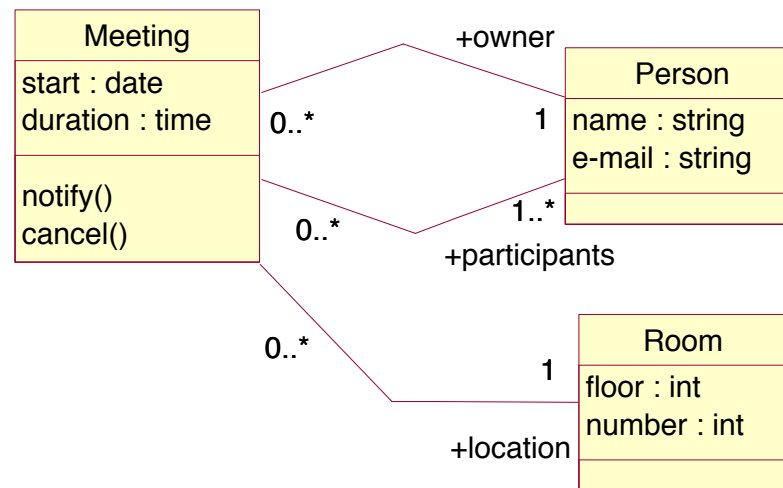 Meeting
start : date
duration : time
notify()
cancel()
+owner
0..*
1
Person
name : string
e-mail : string
0..*
1..*
+participants
0..*
1
+location
Room
floor : int
number : int